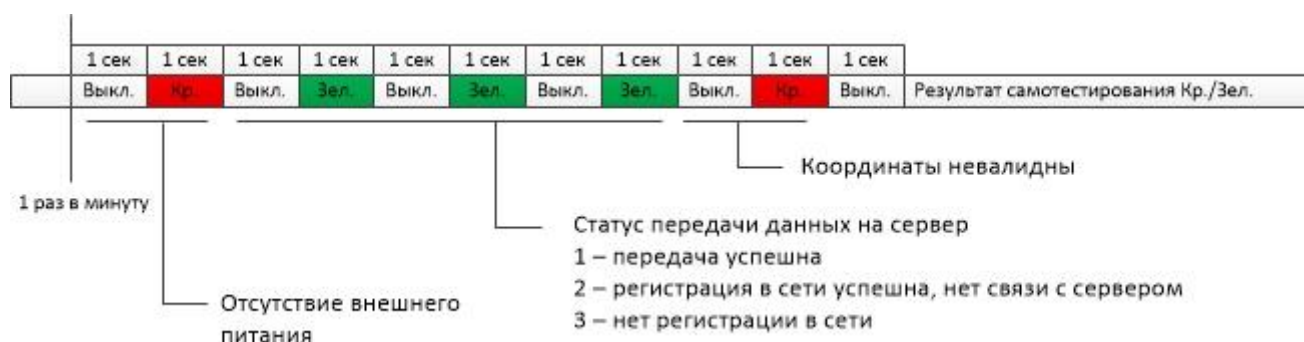 1 сек 1 сек 1 сек 1 сек 1 сек 1 сек 1 сек 1 сек 1 сек 1 сек 1 сек
Выкл. Кр. Выкл. Зел. Выкл. Зел. Выкл. Зел. Выкл. Кр. Выкл. Результат самотестирования Кр./Зел.
Координаты невалидны
1 раз в минуту
Статус передачи данных на сервер
1 – передача успешна
2 – регистрация в сети успешна, нет связи с сервером
3 – нет регистрации в сети
Отсутствие внешнего
питания